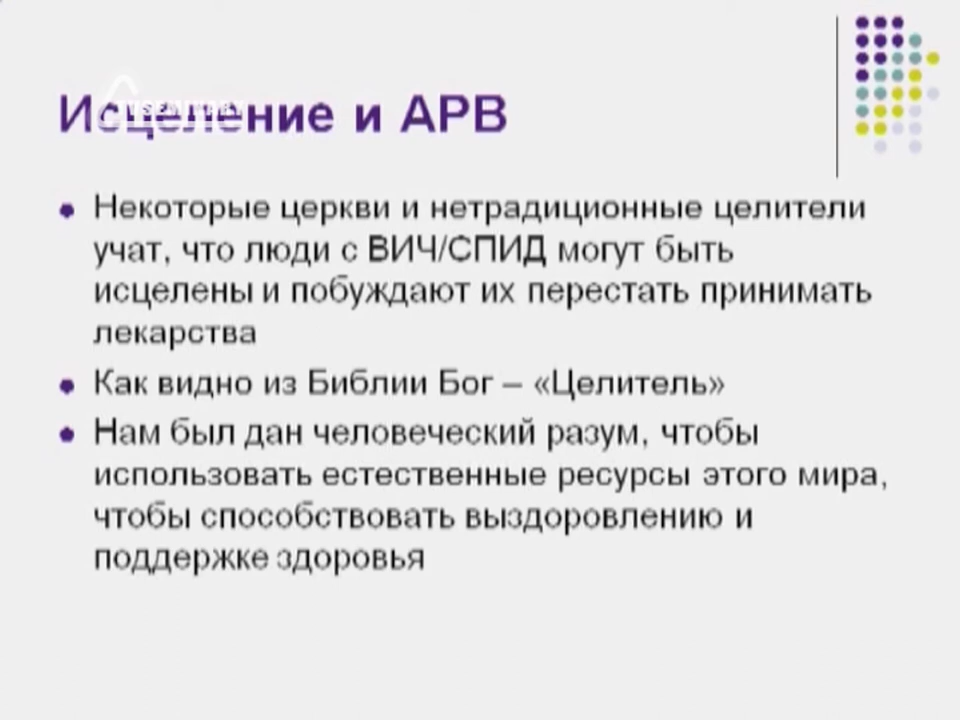 TVSEMINARY
Исцеление и АРВ
Некоторые церкви и нетрадиционные целители
учат, что люди с ВИЧ/СПИД могут быть
исцелены и побуждают их перестать принимать
лекарства
Как видно из Библии Бог – «Целитель»
Нам был дан человеческий разум, чтобы
использовать естественные ресурсы этого мира,
чтобы способствовать выздоровлению и
поддержке здоровья